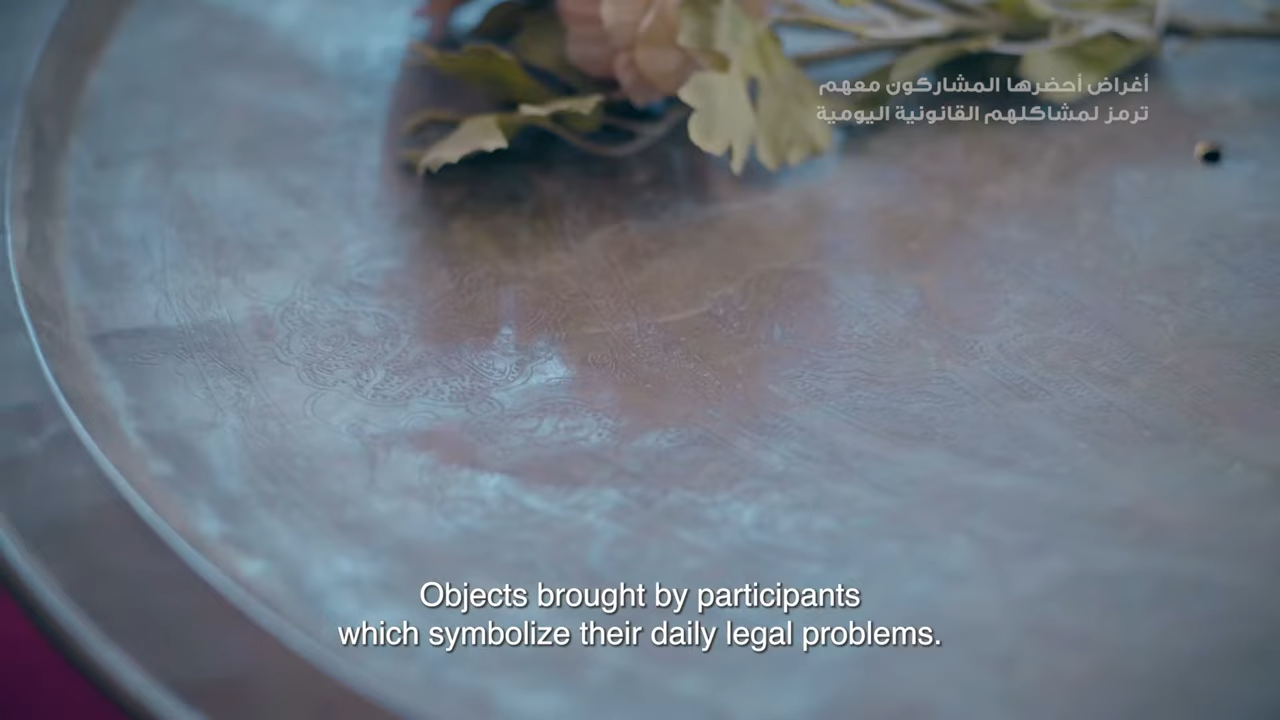 أغراض أحضرها المشاركون معهم
ترمز لمشاكلهم القانونية اليومية
Objects brought by participants
which symbolize their daily legal problems.